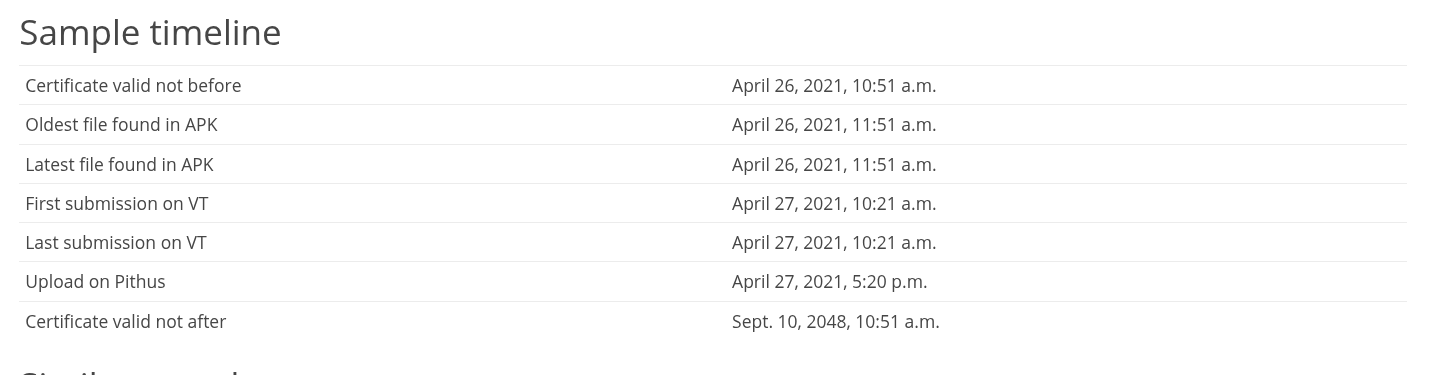 Sample timeline
Certificate valid not before April 26, 2021, 10:51 a.m.
Oldest file found in APK April 26, 2021, 11:51 a.m.
Latest file found in APK April 26, 2021, 11:51 a.m.
First submission on VT April 27, 2021, 10:21 a.m.
Last submission on VT April 27, 2021, 10:21 a.m.
Upload on Pithus April 27, 2021, 5:20 p.m.
Certificate valid not after Sept. 10, 2048, 10:51 a.m.